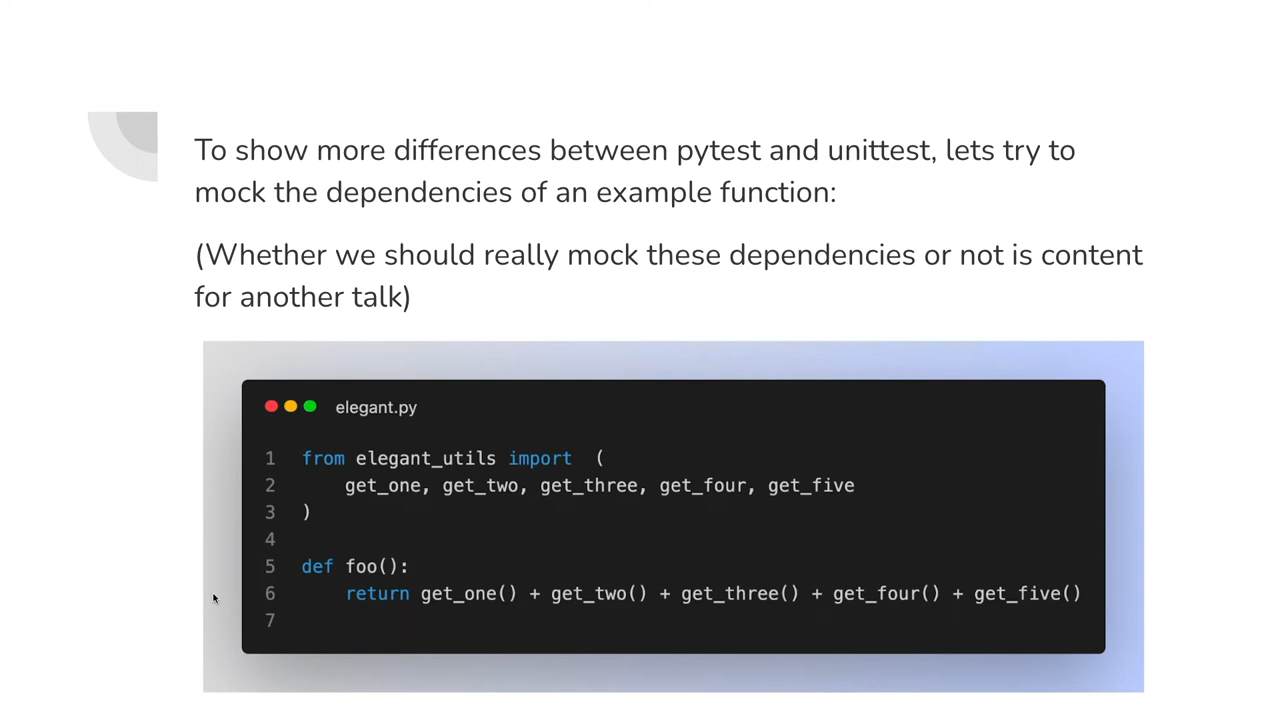 To show more differences between pytest and unittest, lets try to
mock the dependencies of an example function:
(Whether we should really mock these dependencies or not is content
for another talk)
elegant.py
1 from elegant_utils import  (
2     get_one, get_two, get_three, get_four, get_five
3 )
4
5 def foo():
6     return get_one() + get_two() + get_three() + get_four() + get_five()
7